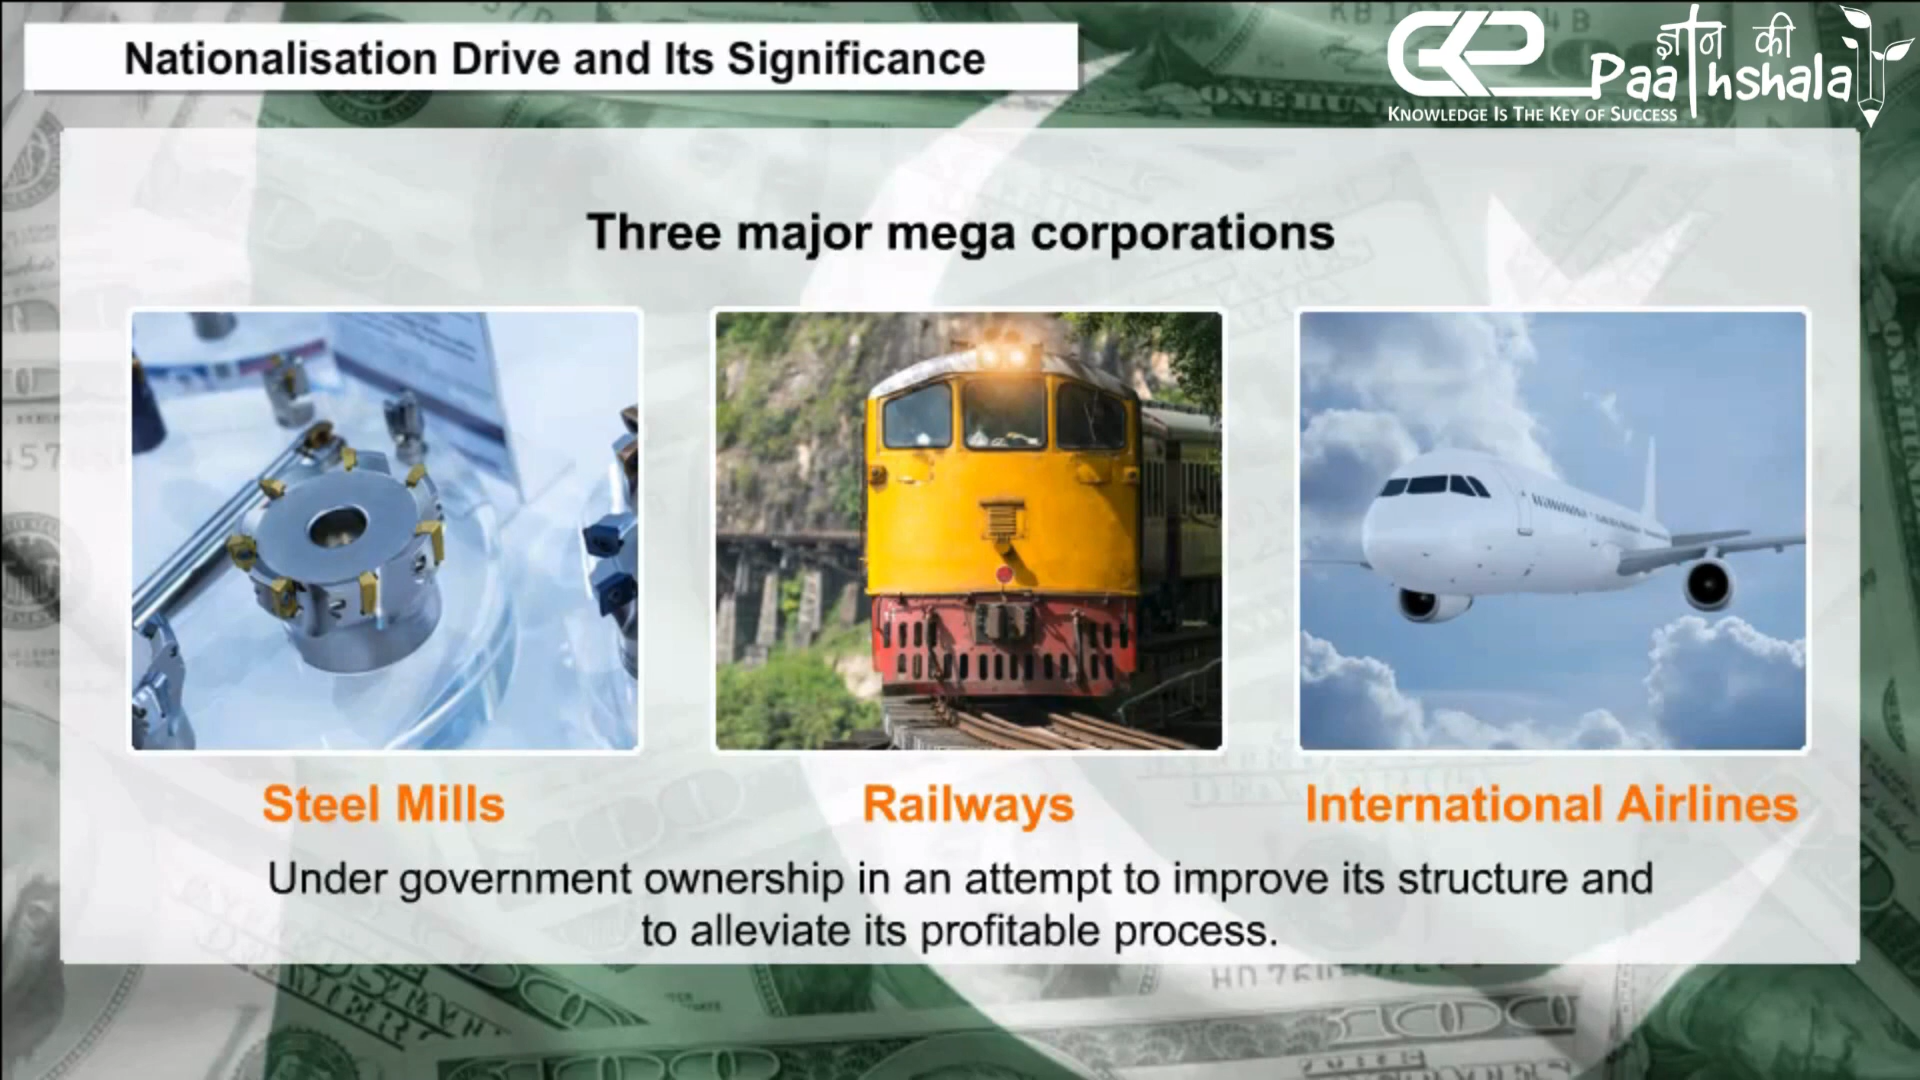 Nationalisation Drive and Its Significance
ज्ञान की
Paathshala
KNOWLEDGE IS THE KEY OF SUCCESS
Three major mega corporations
Steel Mills
Railways
International Airlines
Under government ownership in an attempt to improve its structure and
to alleviate its profitable process.